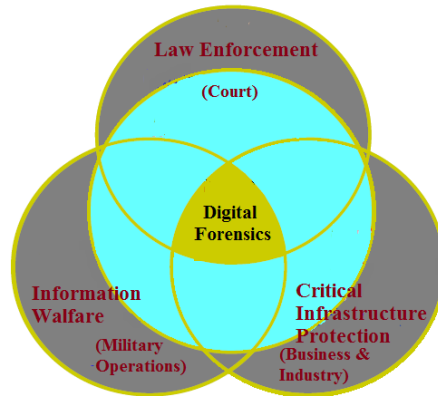 Law Enforcement
(Court)
Digital
Forensics
Information
Walfare
(Military
Operations)
Critical
Infrastructure
Protection
(Business &
Industry)